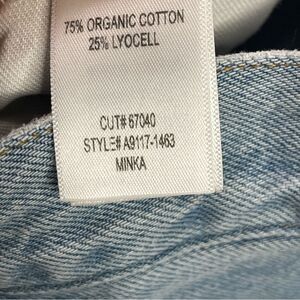 75% ORGANIC COTTON
25% LYOCELL
CUT# 67040
STYLE# A9117-1463
MINKA